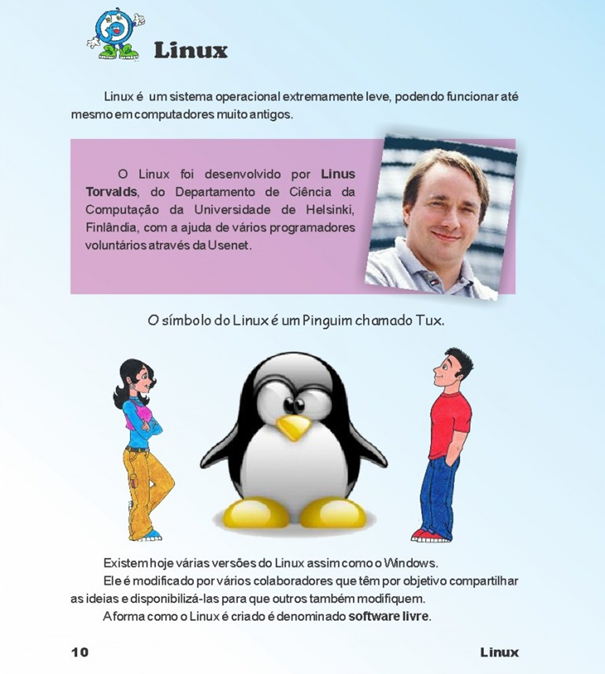 Linux
Linux é um sistema operacional extremamente leve, podendo funcionar até
mesmo em computadores muito antigos.
O Linux foi desenvolvido por Linus
Torvalds, do Departamento de Ciência da
Computação da Universidade de Helsinki,
Finlândia, com a ajuda de vários programadores
voluntários através da Usenet.
O símbolo do Linux é um Pinguim chamado Tux.
Existem hoje várias versões do Linux assim como o Windows.
Ele é modificado por vários colaboradores que têm por objetivo compartilhar
as ideias e disponibilizá-las para que outros também modifiquem.
A forma como o Linux é criado é denominado software livre.
10 Linux